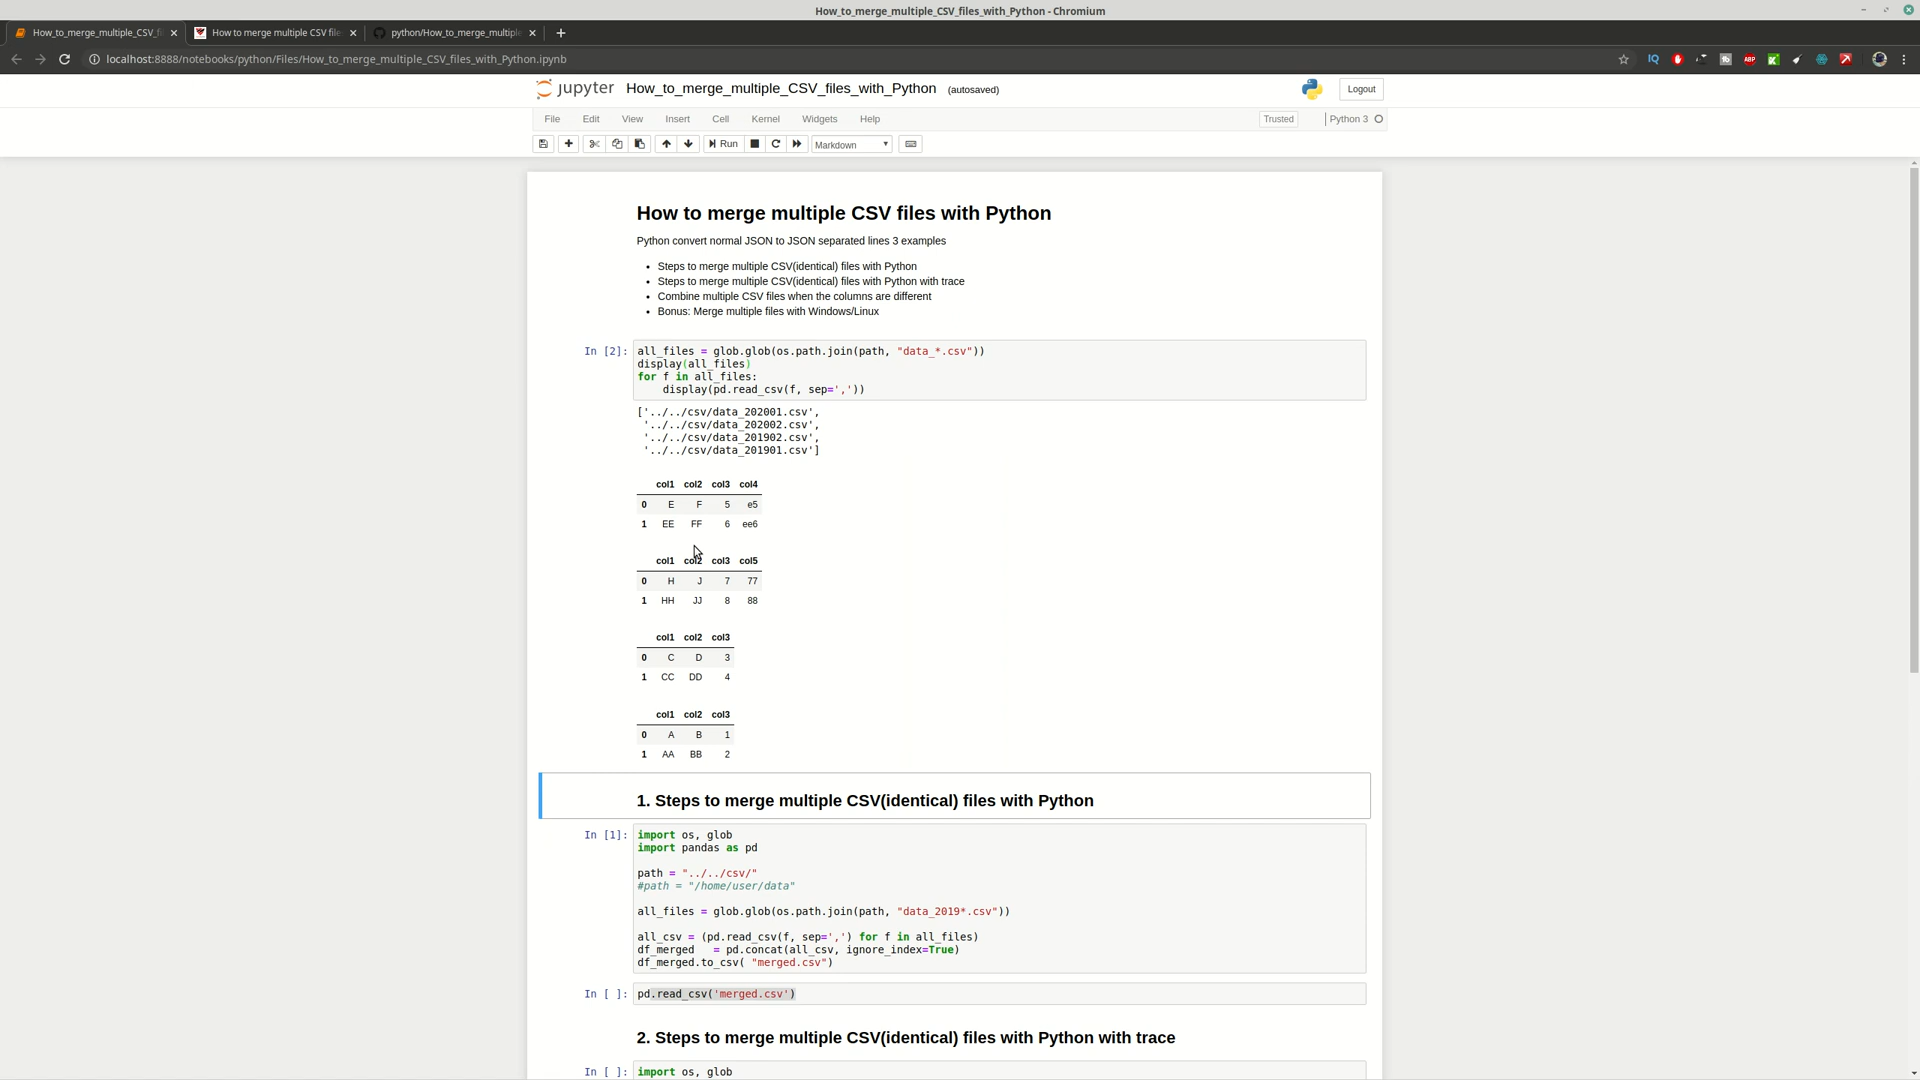 How_to_merge_multiple_CSV_files_with_Python - Chromium
How_to_merge_multiple_CSV_fi
How to merge multiple CSV file
python/How_to_merge_multiple
localhost:8888/notebooks/python/Files/How_to_merge_multiple_CSV_files_with_Python.ipynb
IQ
ABP
jupyter How_to_merge_multiple_CSV_files_with_Python (autosaved)
Logout
File Edit View Insert Cell Kernel Widgets Help
Trusted
Python 3
Run
Markdown
How to merge multiple CSV files with Python
Python convert normal JSON to JSON separated lines 3 examples
• Steps to merge multiple CSV(identical) files with Python
• Steps to merge multiple CSV(identical) files with Python with trace
• Combine multiple CSV files when the columns are different
• Bonus: Merge multiple files with Windows/Linux
In [2]: all_files = glob.glob(os.path.join(path, "data_*.csv"))
display(all_files)
for f in all_files:
    display(pd.read_csv(f, sep=','))
['../../csv/data_202001.csv',
 '../../csv/data_202002.csv',
 '../../csv/data_201902.csv',
 '../../csv/data_201901.csv']
col1 col2 col3 col4
0 E F 5 e5
1 EE FF 6 ee6
col1 col2 col3 col5
0 H J 7 77
1 HH JJ 8 88
col1 col2 col3
0 C D 3
1 CC DD 4
col1 col2 col3
0 A B 1
1 AA BB 2
1. Steps to merge multiple CSV(identical) files with Python
In [1]: import os, glob
import pandas as pd
path = "../../csv/"
#path = "/home/user/data"
all_files = glob.glob(os.path.join(path, "data_2019*.csv"))
all_csv = (pd.read_csv(f, sep=',') for f in all_files)
df_merged   = pd.concat(all_csv, ignore_index=True)
df_merged.to_csv( "merged.csv")
In [ ]: pd.read_csv('merged.csv')
2. Steps to merge multiple CSV(identical) files with Python with trace
In [ ]: import os, glob